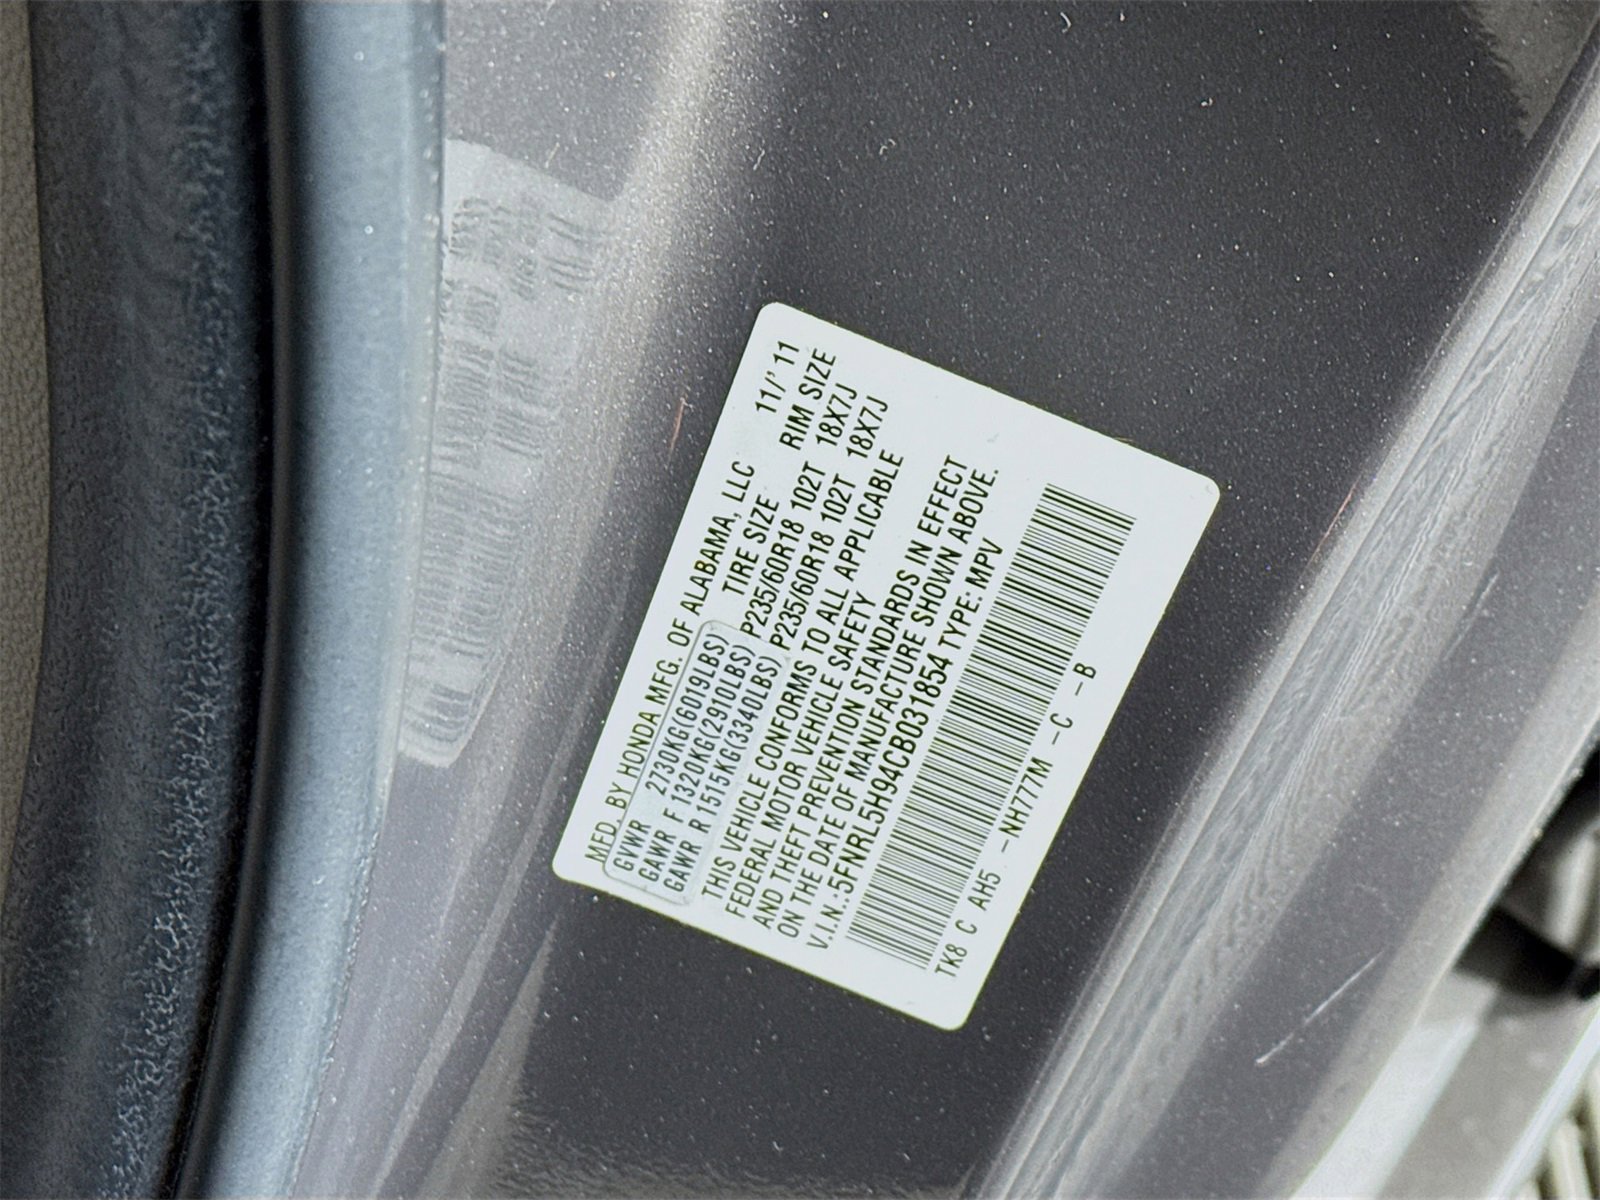 MFD. BY HONDA MFG. OF ALABAMA, LLC 11/' 11
GVWR 2730KG(6019LBS) TIRE SIZE RIM SIZE
GAWR F 1320KG(2910LBS) P235/60R18 102T 18X7J
GAWR R 1515KG(3340LBS) P235/60R18 102T 18X7J
THIS VEHICLE CONFORMS TO ALL APPLICABLE
FEDERAL MOTOR VEHICLE SAFETY
AND THEFT PREVENTION STANDARDS IN EFFECT
ON THE DATE OF MANUFACTURE SHOWN ABOVE.
V.I.N.:5FNRL5H94CB031854 TYPE: MPV
TK8 C AH5 -NH777M -C -B